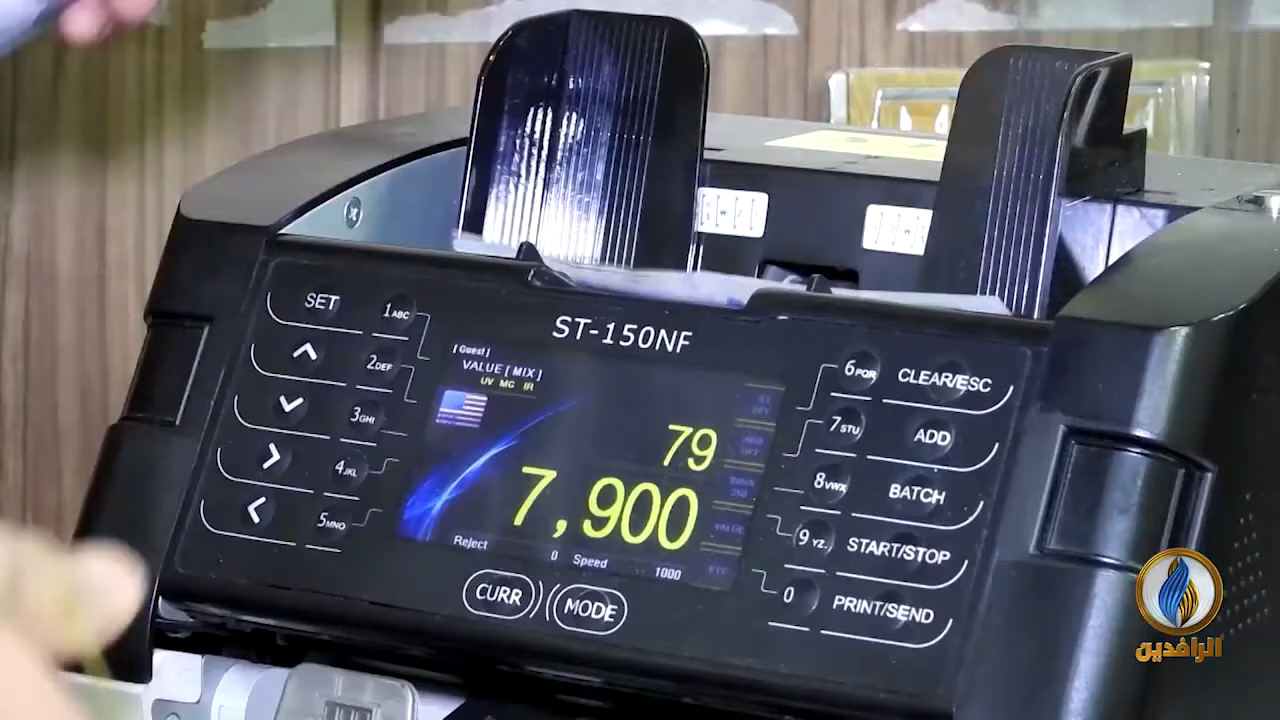 ST-150NF
SET
1ABC
2DEF
3GHI
4JKL
5MNO
[ Guest ]
VALUE [ MIX ]
UV MG IR
79
7,900
Reject 0 Speed 1000
VALUE
CURR
MODE
6PQR
CLEAR/ESC
7STU
ADD
8VWX
BATCH
9YZ.
START/STOP
0
PRINT/SEND
الرافدين